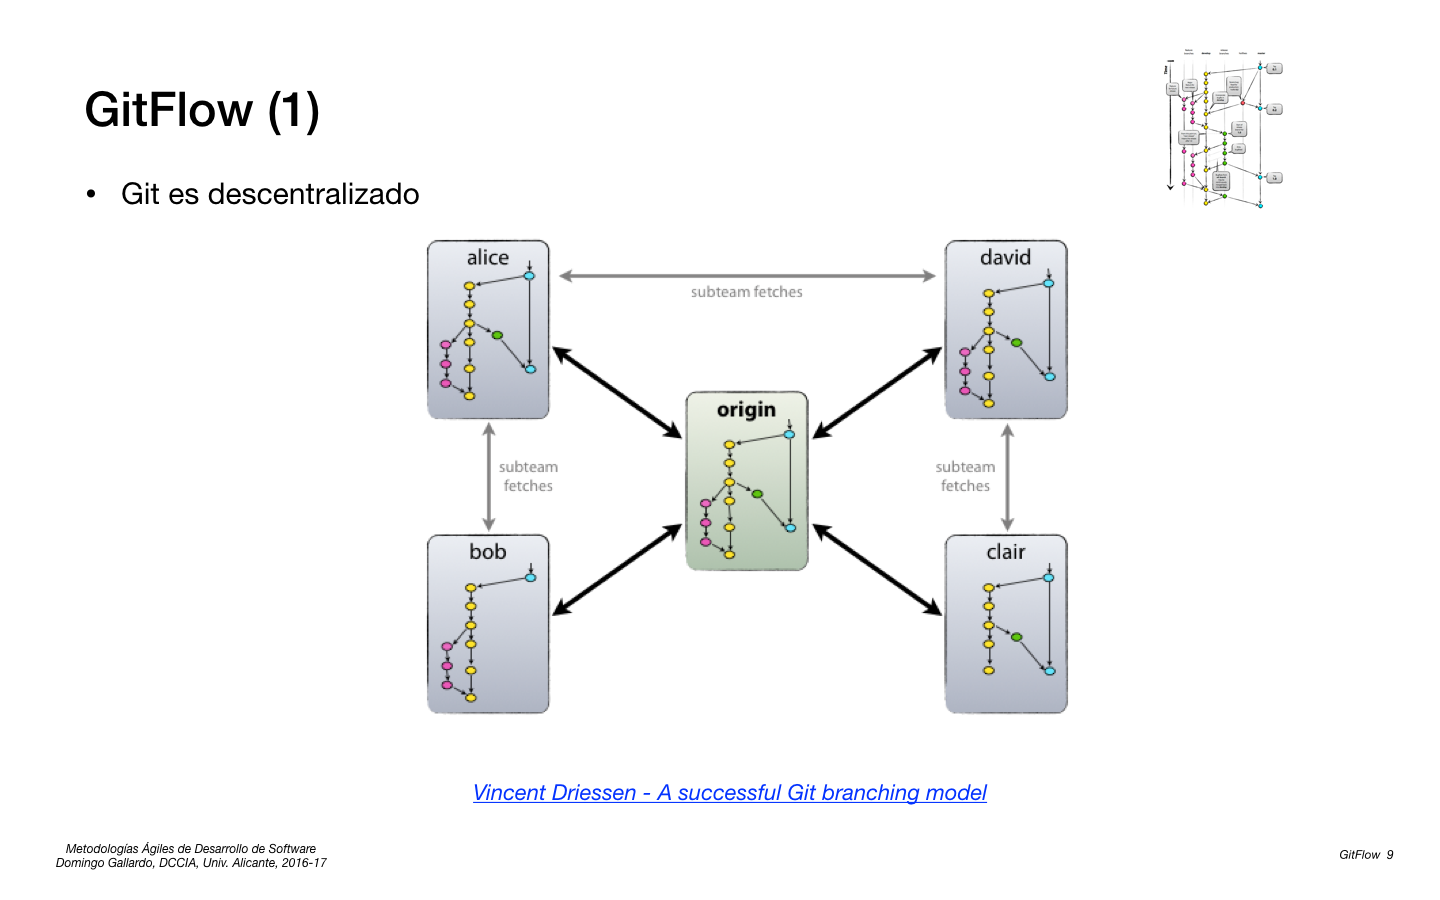 GitFlow (1)
• Git es descentralizado
alice
david
subteam fetches
origin
subteam
fetches
subteam
fetches
bob
clair
Vincent Driessen - A successful Git branching model
Metodologías Ágiles de Desarrollo de Software
Domingo Gallardo, DCCIA, Univ. Alicante, 2016-17
GitFlow 9